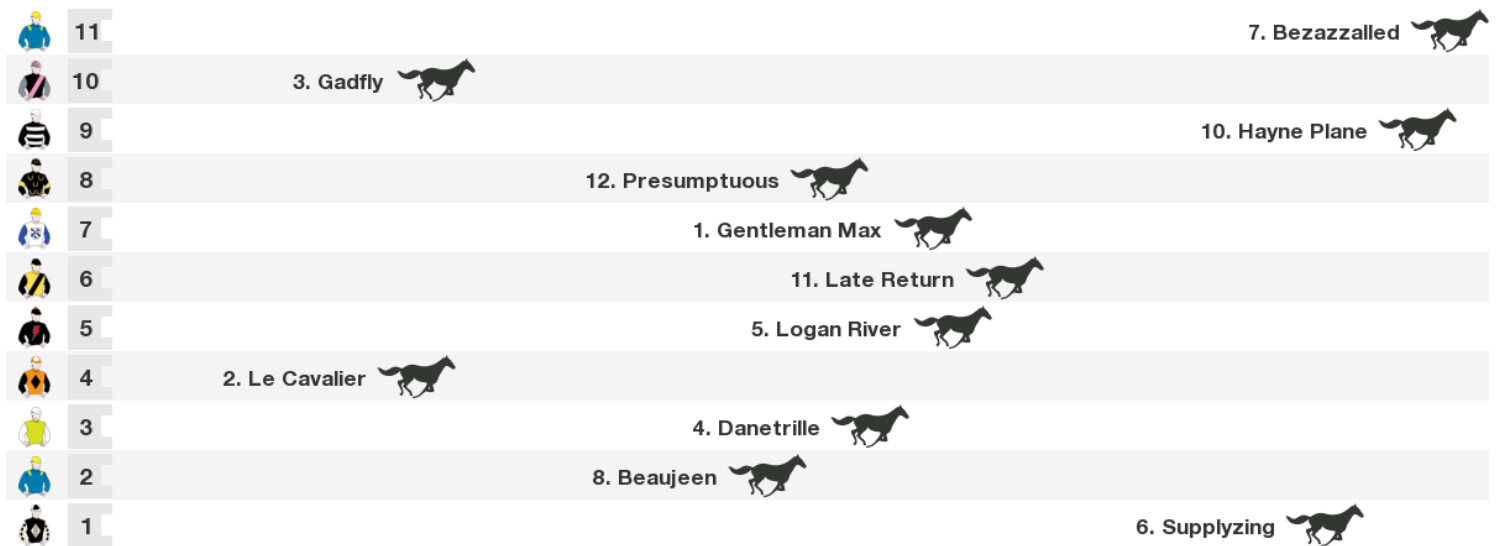 11 7. Bezazzalled
10 3. Gadfly
9 10. Hayne Plane
8 12. Presumptuous
7 1. Gentleman Max
6 11. Late Return
5 5. Logan River
4 2. Le Cavalier
3 4. Danetrille
2 8. Beaujeen
1 6. Supplyzing